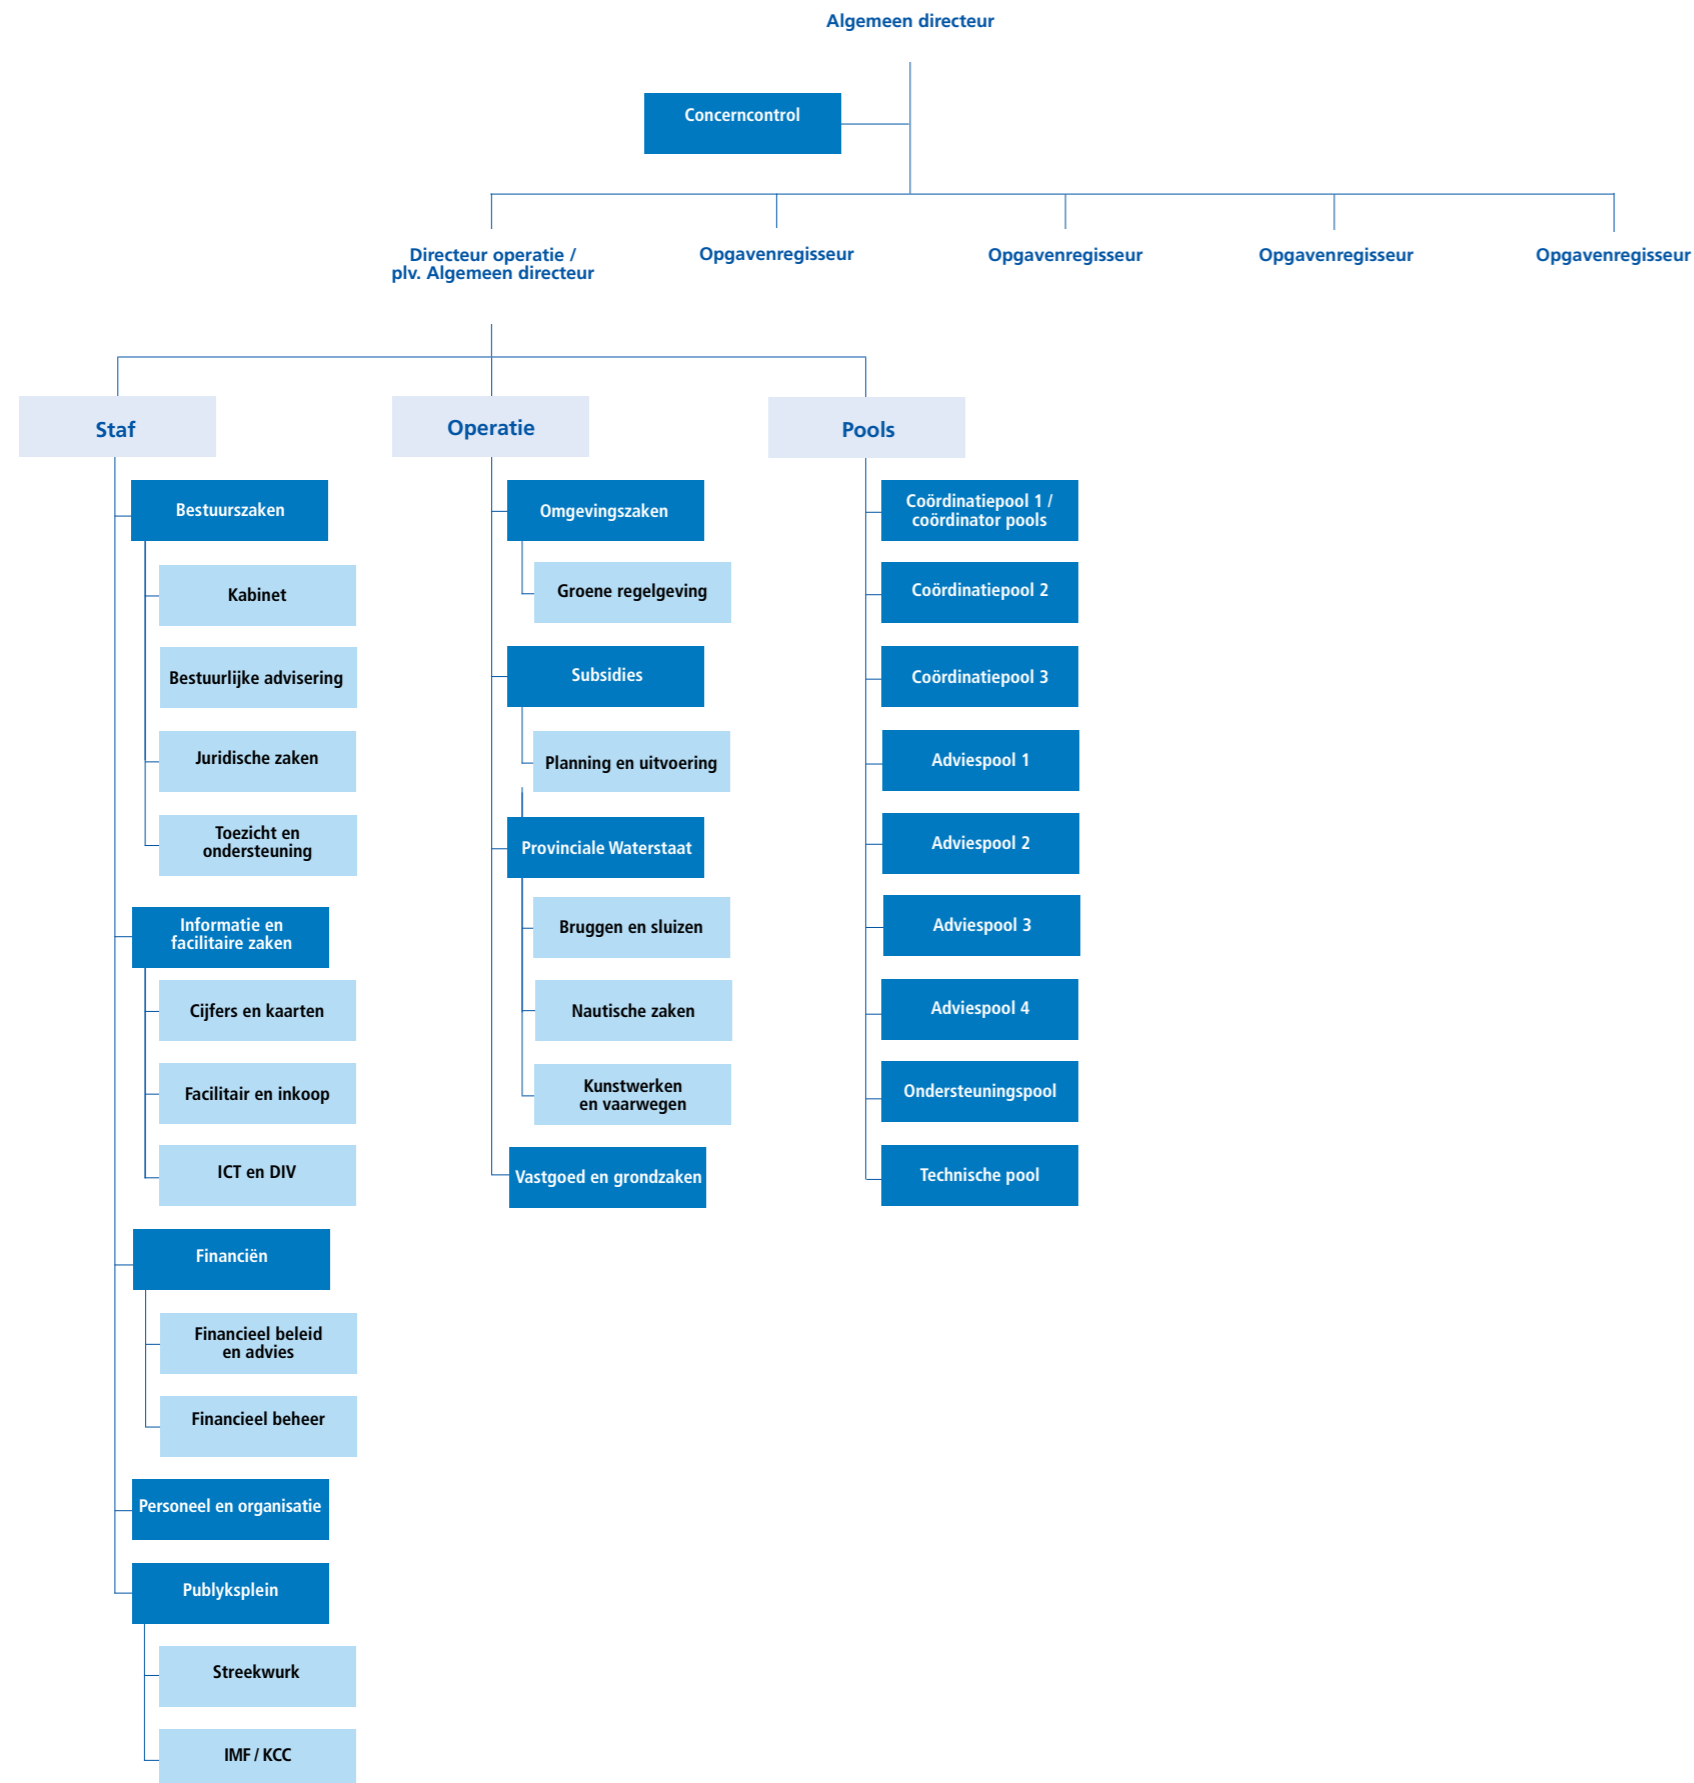 Algemeen directeur
Concerncontrol
Directeur operatie /
plv. Algemeen directeur
Opgavenregisseur
Opgavenregisseur
Opgavenregisseur
Opgavenregisseur
Staf
Bestuurszaken
Kabinet
Bestuurlijke advisering
Juridische zaken
Toezicht en
ondersteuning
Informatie en
facilitaire zaken
Cijfers en kaarten
Facilitair en inkoop
ICT en DIV
Financiën
Financieel beleid
en advies
Financieel beheer
Personeel en organisatie
Publyksplein
Streekwurk
IMF / KCC
Operatie
Omgevingszaken
Groene regelgeving
Subsidies
Planning en uitvoering
Provinciale Waterstaat
Bruggen en sluizen
Nautische zaken
Kunstwerken
en vaarwegen
Vastgoed en grondzaken
Pools
Coördinatiepool 1 /
coördinator pools
Coördinatiepool 2
Coördinatiepool 3
Adviespool 1
Adviespool 2
Adviespool 3
Adviespool 4
Ondersteuningspool
Technische pool